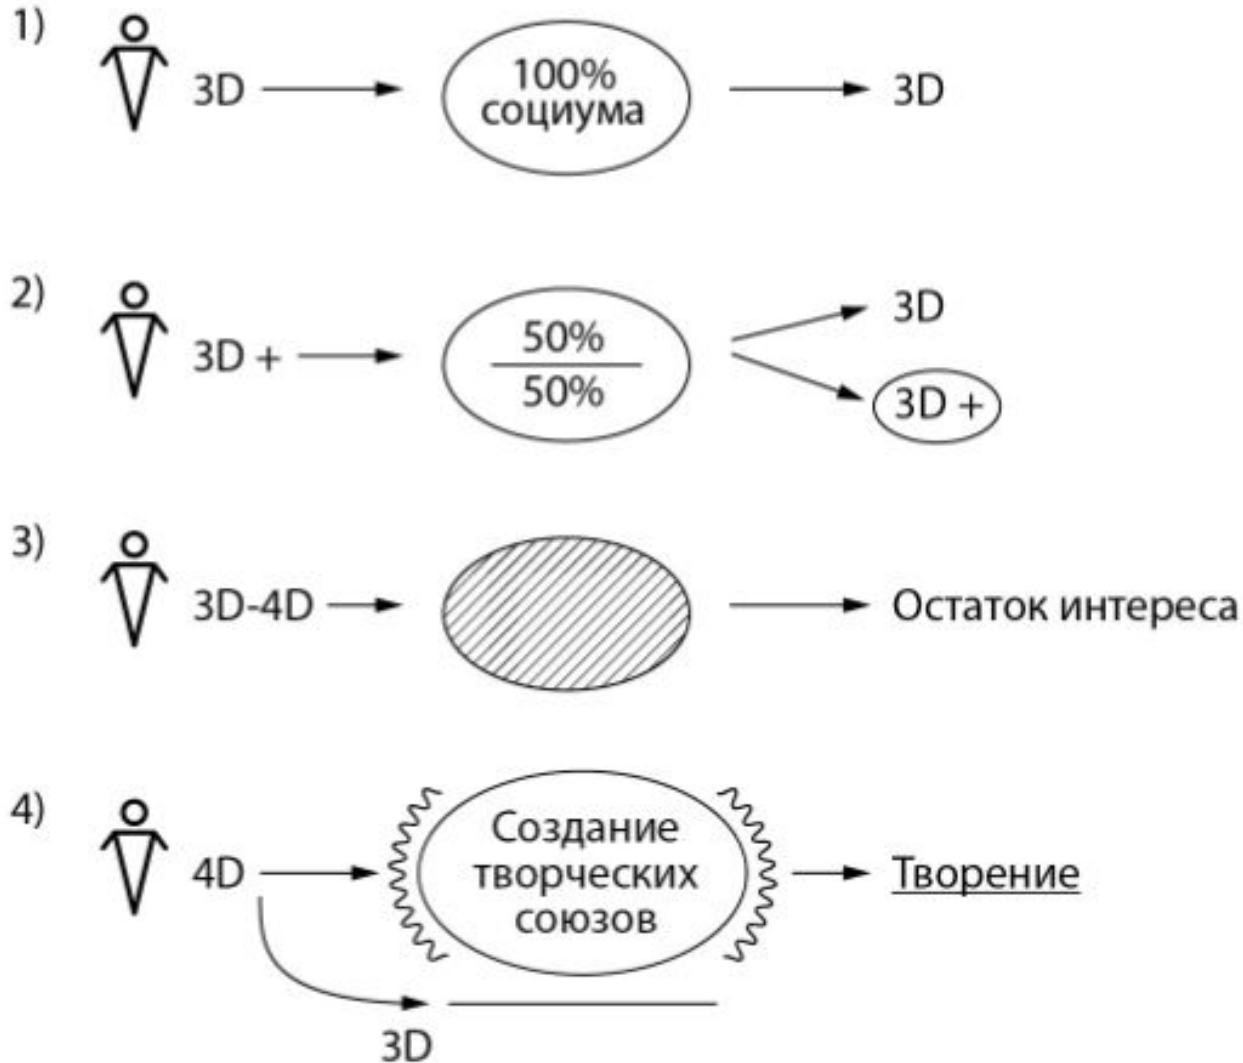 1)
3D
100%
социума
3D
2)
3D +
50%
50%
3D
3D +
3)
3D-4D
Остаток интереса
4)
4D
Создание
творческих
союзов
Творение
3D